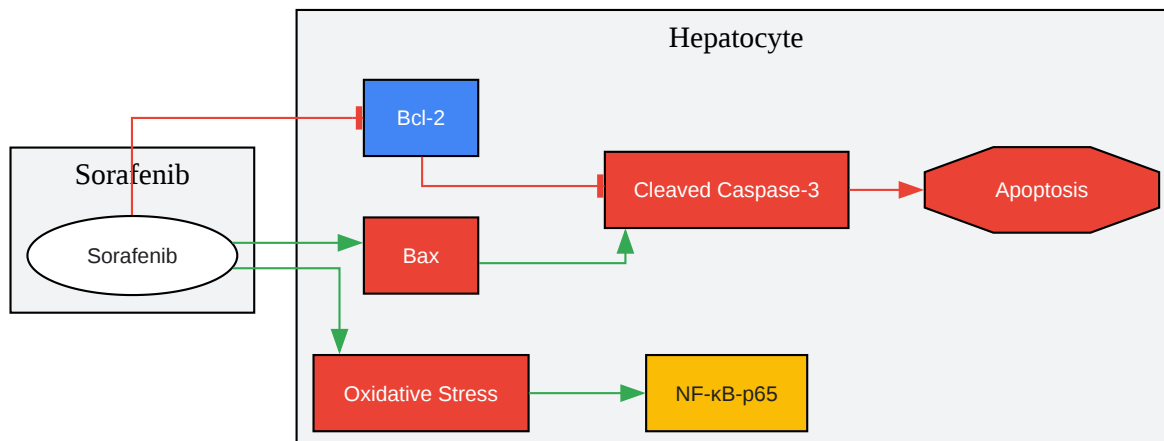 Hepatocyte
Bcl-2
Sorafenib
Cleaved Caspase-3
Apoptosis
Sorafenib
Bax
Oxidative Stress
NF-κB-p65